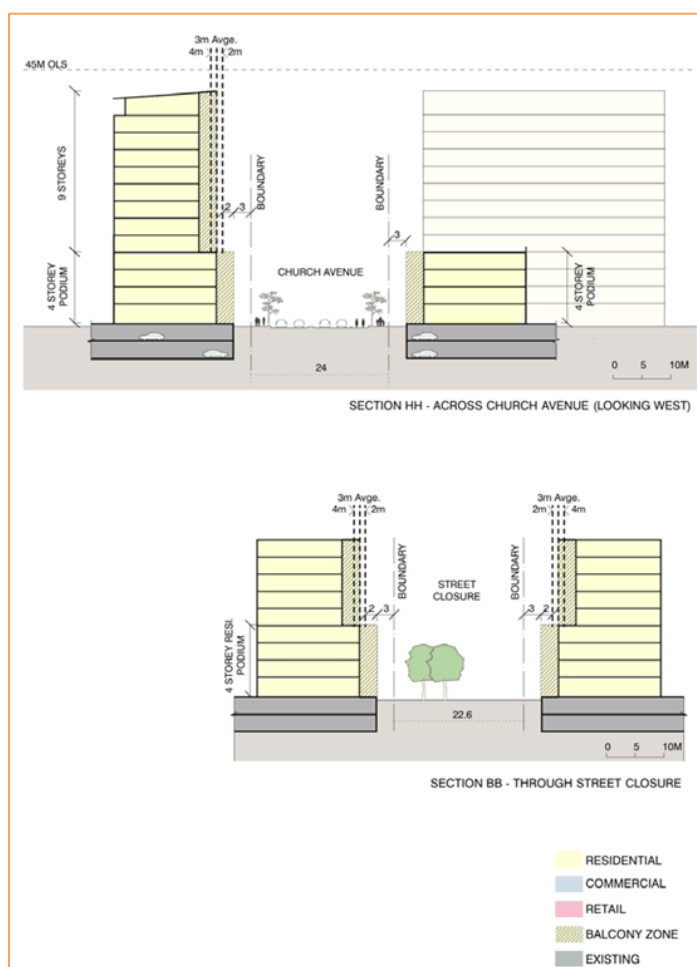 3m Avge.
4m 2m
45M OLS
9 STOREYS
BOUNDARY
BOUNDARY
2 3
3
CHURCH AVENUE
4 STOREY
PODIUM
4 STOREY
PODIUM
24
0 5 10M
SECTION HH - ACROSS CHURCH AVENUE (LOOKING WEST)
3m Avge.
4m 2m
3m Avge.
2m 4m
BOUNDARY
BOUNDARY
STREET
CLOSURE
2 3
3 2
4 STOREY RESI.
PODIUM
22.6
0 5 10M
SECTION BB - THROUGH STREET CLOSURE
RESIDENTIAL
COMMERCIAL
RETAIL
BALCONY ZONE
EXISTING